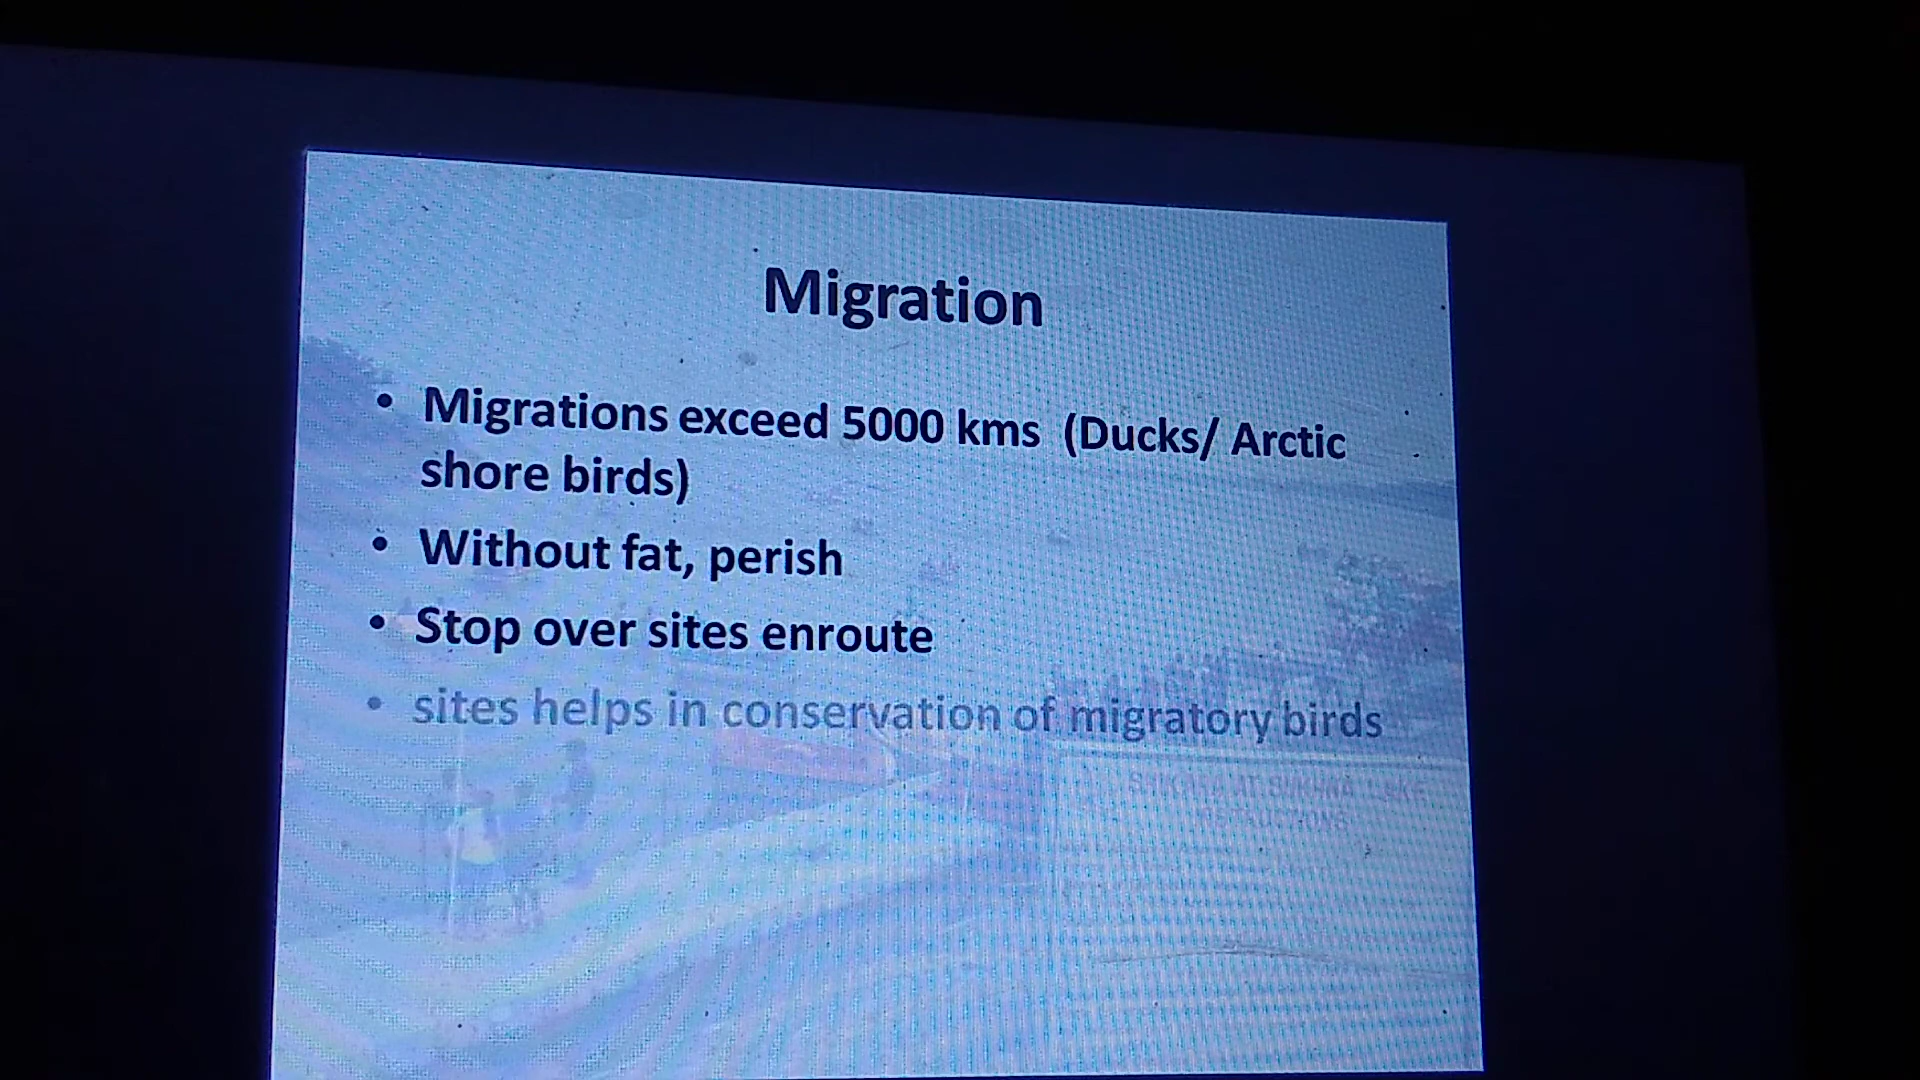 Migration
• Migrations exceed 5000 kms (Ducks/ Arctic
shore birds)
• Without fat, perish
• Stop over sites enroute
• sites helps in conservation of migratory birds